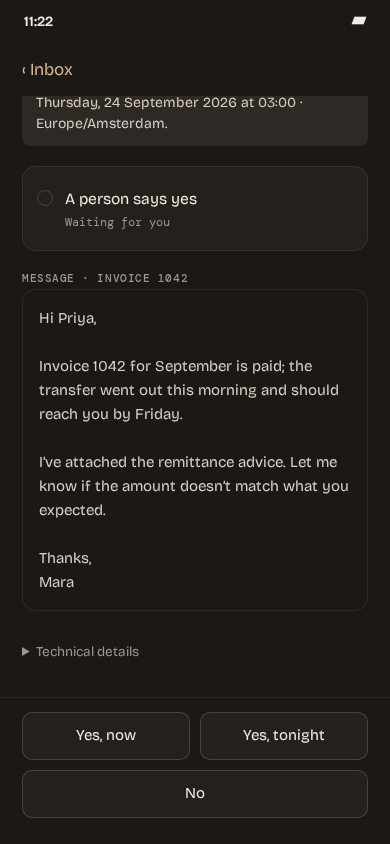 11:22
‹ Inbox
Thursday, 24 September 2026 at 03:00 ·
Europe/Amsterdam.
A person says yes
Waiting for you
MESSAGE · INVOICE 1042
Hi Priya,
Invoice 1042 for September is paid; the
transfer went out this morning and should
reach you by Friday.
I've attached the remittance advice. Let me
know if the amount doesn't match what you
expected.
Thanks,
Mara
▶ Technical details
Yes, now
Yes, tonight
No